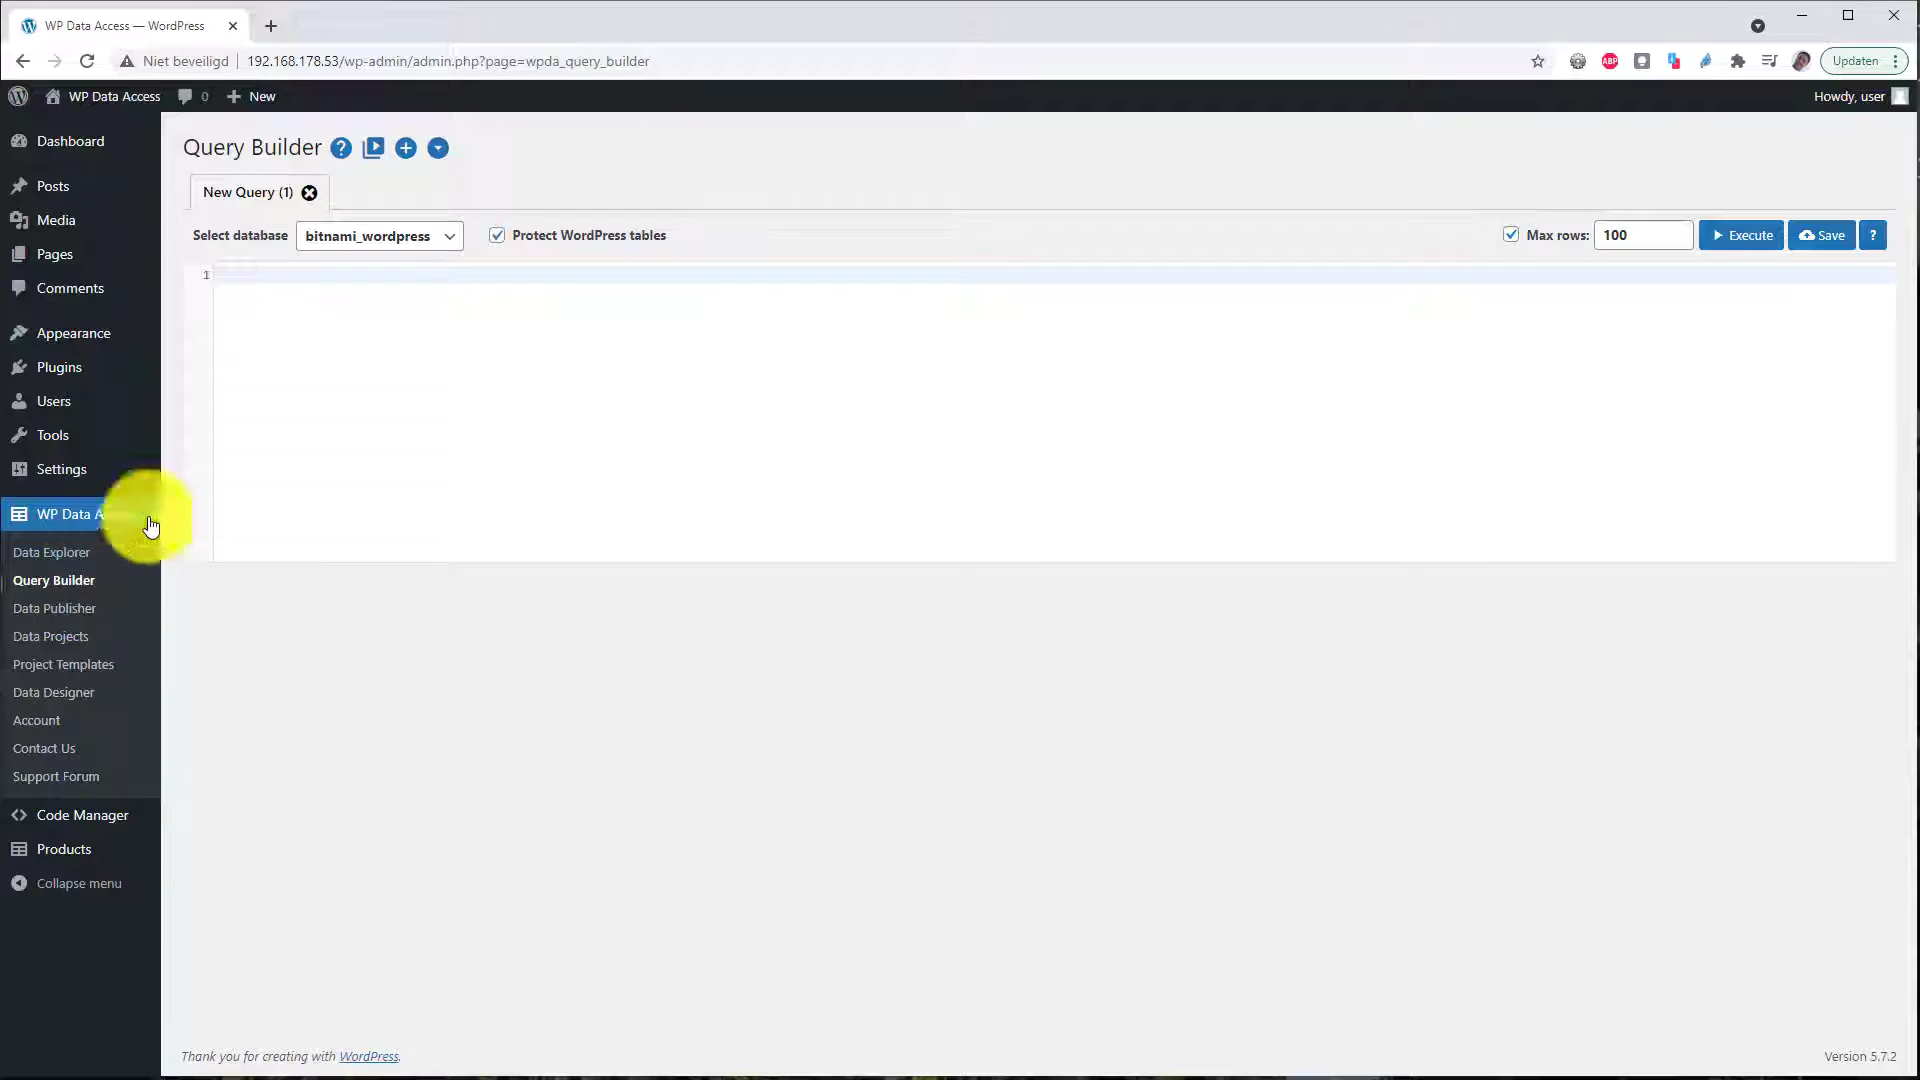 WP Data Access — WordPress
Niet beveiligd 192.168.178.53/wp-admin/admin.php?page=wpda_query_builder
ABP
Updaten
WP Data Access 0 New
Howdy, user
Dashboard
Posts
Media
Pages
Comments
Appearance
Plugins
Users
Tools
Settings
WP Data A
Data Explorer
Query Builder
Data Publisher
Data Projects
Project Templates
Data Designer
Account
Contact Us
Support Forum
Code Manager
Products
Collapse menu
Query Builder ?
New Query (1)
Select database bitnami_wordpress Protect WordPress tables Max rows: 100 Execute Save ?
1
Thank you for creating with WordPress.
Version 5.7.2